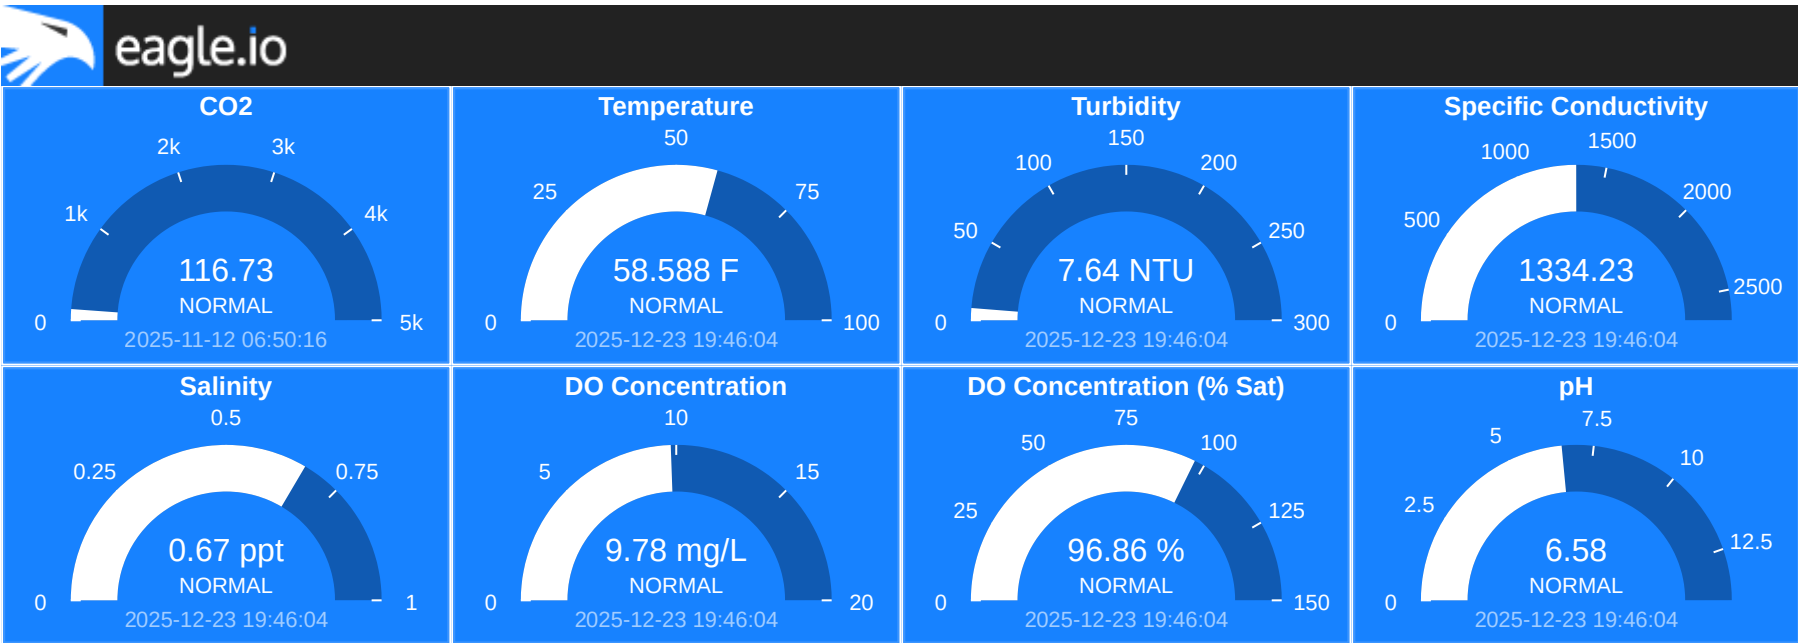 eagle.io
CO2
2k 3k
1k 4k
116.73
NORMAL
0 5k
2025-11-12 06:50:16
Temperature
50
25 75
58.588 F
NORMAL
0 100
2025-12-23 19:46:04
Turbidity
150
100 200
50 250
7.64 NTU
NORMAL
0 300
2025-12-23 19:46:04
Specific Conductivity
1000 1500
500 2000
1334.23
2500
NORMAL
0
2025-12-23 19:46:04
Salinity
0.5
0.25 0.75
0.67 ppt
NORMAL
0 1
2025-12-23 19:46:04
DO Concentration
10
5 15
9.78 mg/L
NORMAL
0 20
2025-12-23 19:46:04
DO Concentration (% Sat)
75
50 100
25 125
96.86 %
NORMAL
0 150
2025-12-23 19:46:04
pH
7.5
5 10
2.5 12.5
6.58
NORMAL
0
2025-12-23 19:46:04